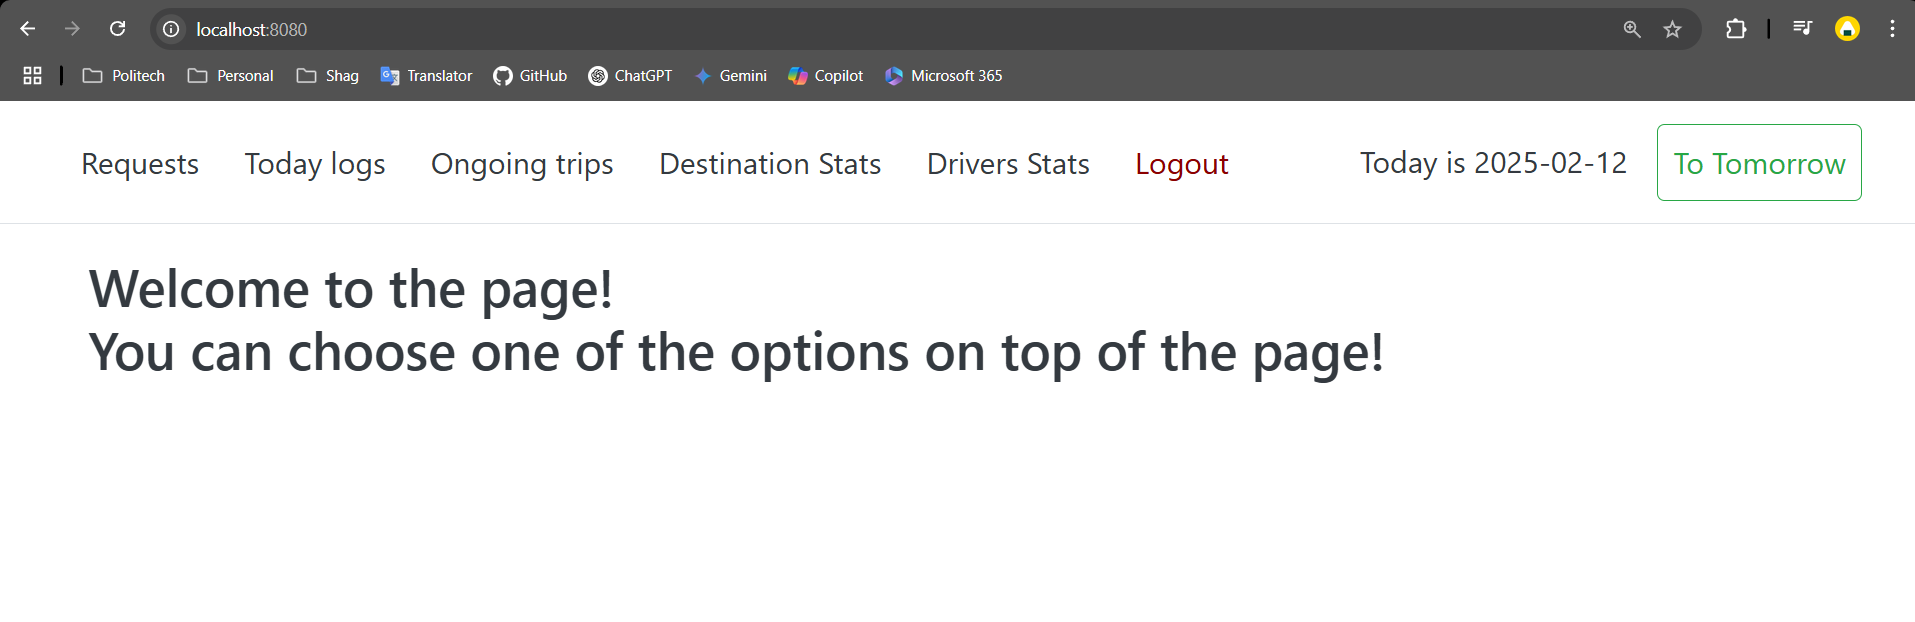 localhost:8080
Politech Personal Shag Translator GitHub ChatGPT Gemini Copilot Microsoft 365
Requests Today logs Ongoing trips Destination Stats Drivers Stats Logout Today is 2025-02-12 To Tomorrow
Welcome to the page!
You can choose one of the options on top of the page!